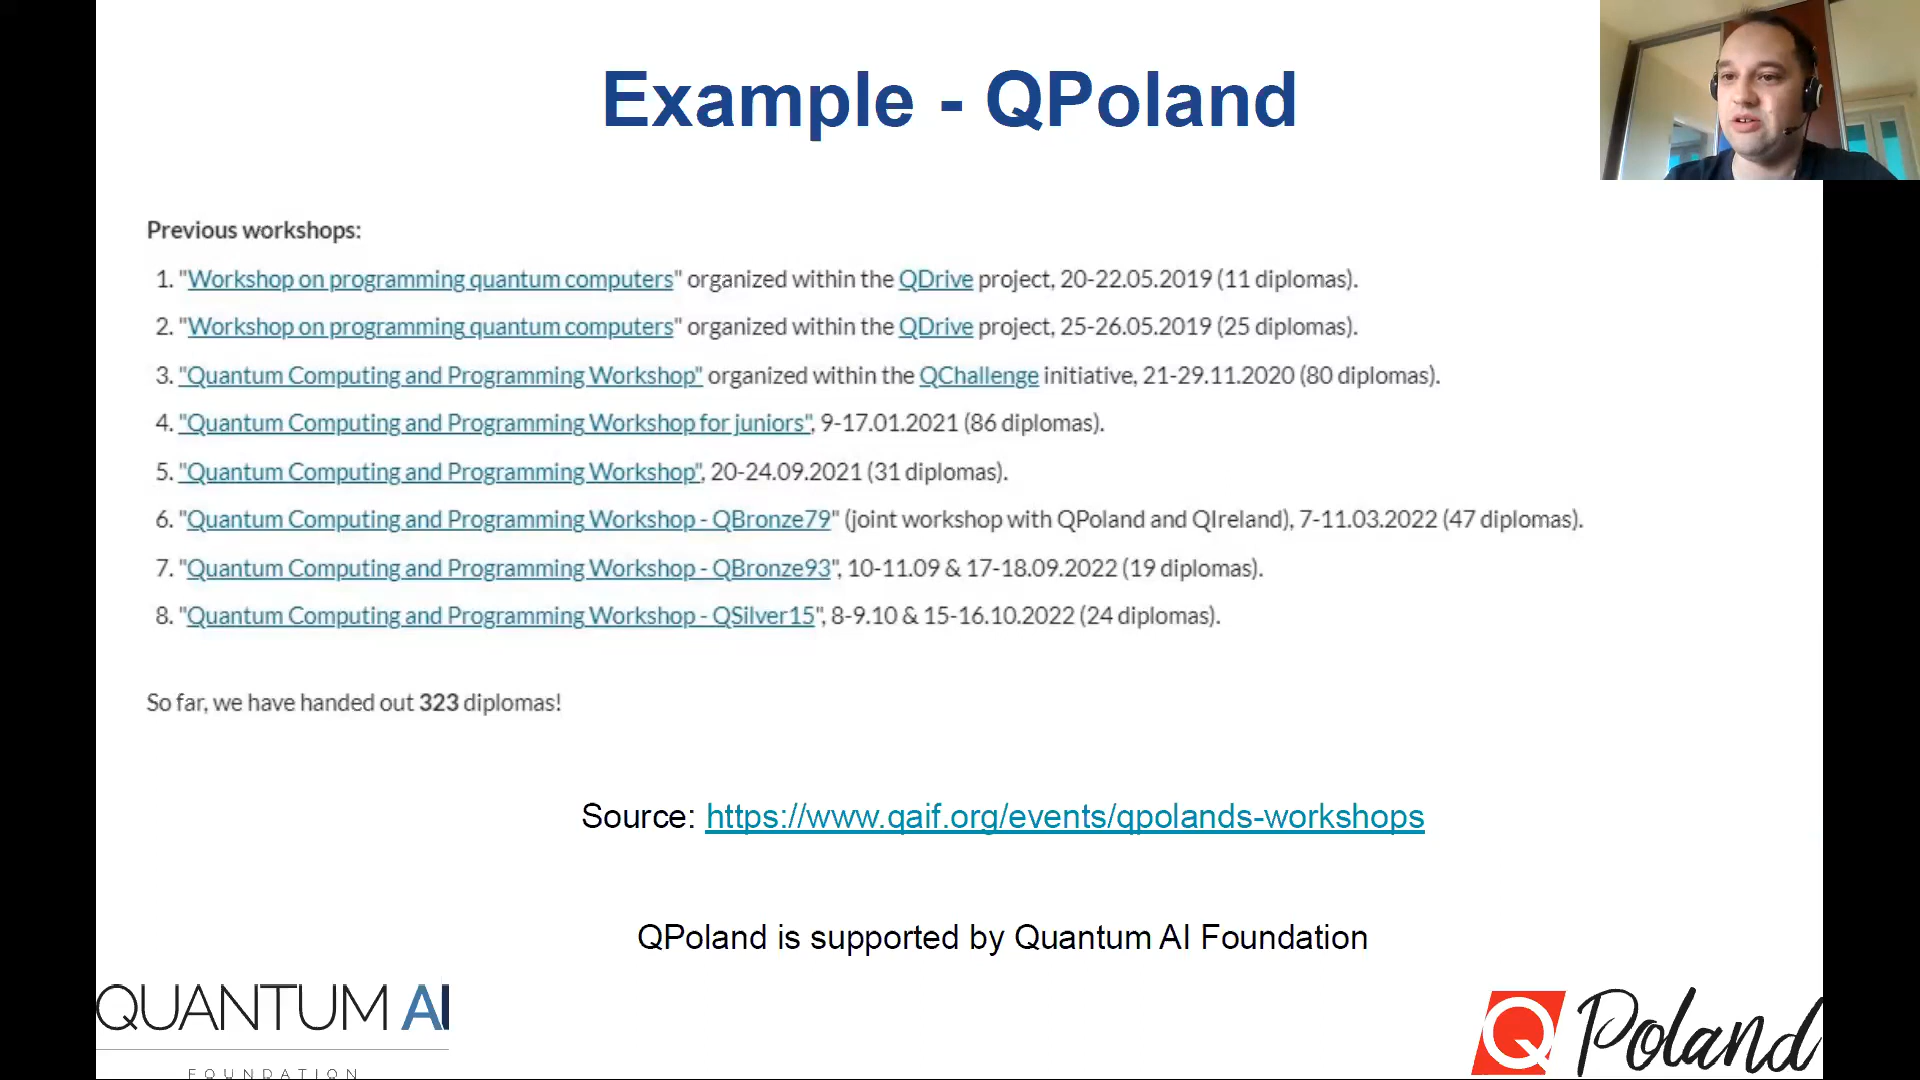 Example - QPoland
Previous workshops:
1. "Workshop on programming quantum computers" organized within the QDrive project, 20-22.05.2019 (11 diplomas).
2. "Workshop on programming quantum computers" organized within the QDrive project, 25-26.05.2019 (25 diplomas).
3. "Quantum Computing and Programming Workshop" organized within the QChallenge initiative, 21-29.11.2020 (80 diplomas).
4. "Quantum Computing and Programming Workshop for juniors", 9-17.01.2021 (86 diplomas).
5. "Quantum Computing and Programming Workshop", 20-24.09.2021 (31 diplomas).
6. "Quantum Computing and Programming Workshop - QBronze79" (joint workshop with QPoland and QIreland), 7-11.03.2022 (47 diplomas).
7. "Quantum Computing and Programming Workshop - QBronze93", 10-11.09 & 17-18.09.2022 (19 diplomas).
8. "Quantum Computing and Programming Workshop - QSilver15", 8-9.10 & 15-16.10.2022 (24 diplomas).
So far, we have handed out 323 diplomas!
Source: https://www.qaif.org/events/qpolands-workshops
QPoland is supported by Quantum AI Foundation
QUANTUM AI
FOUNDATION
Q Poland